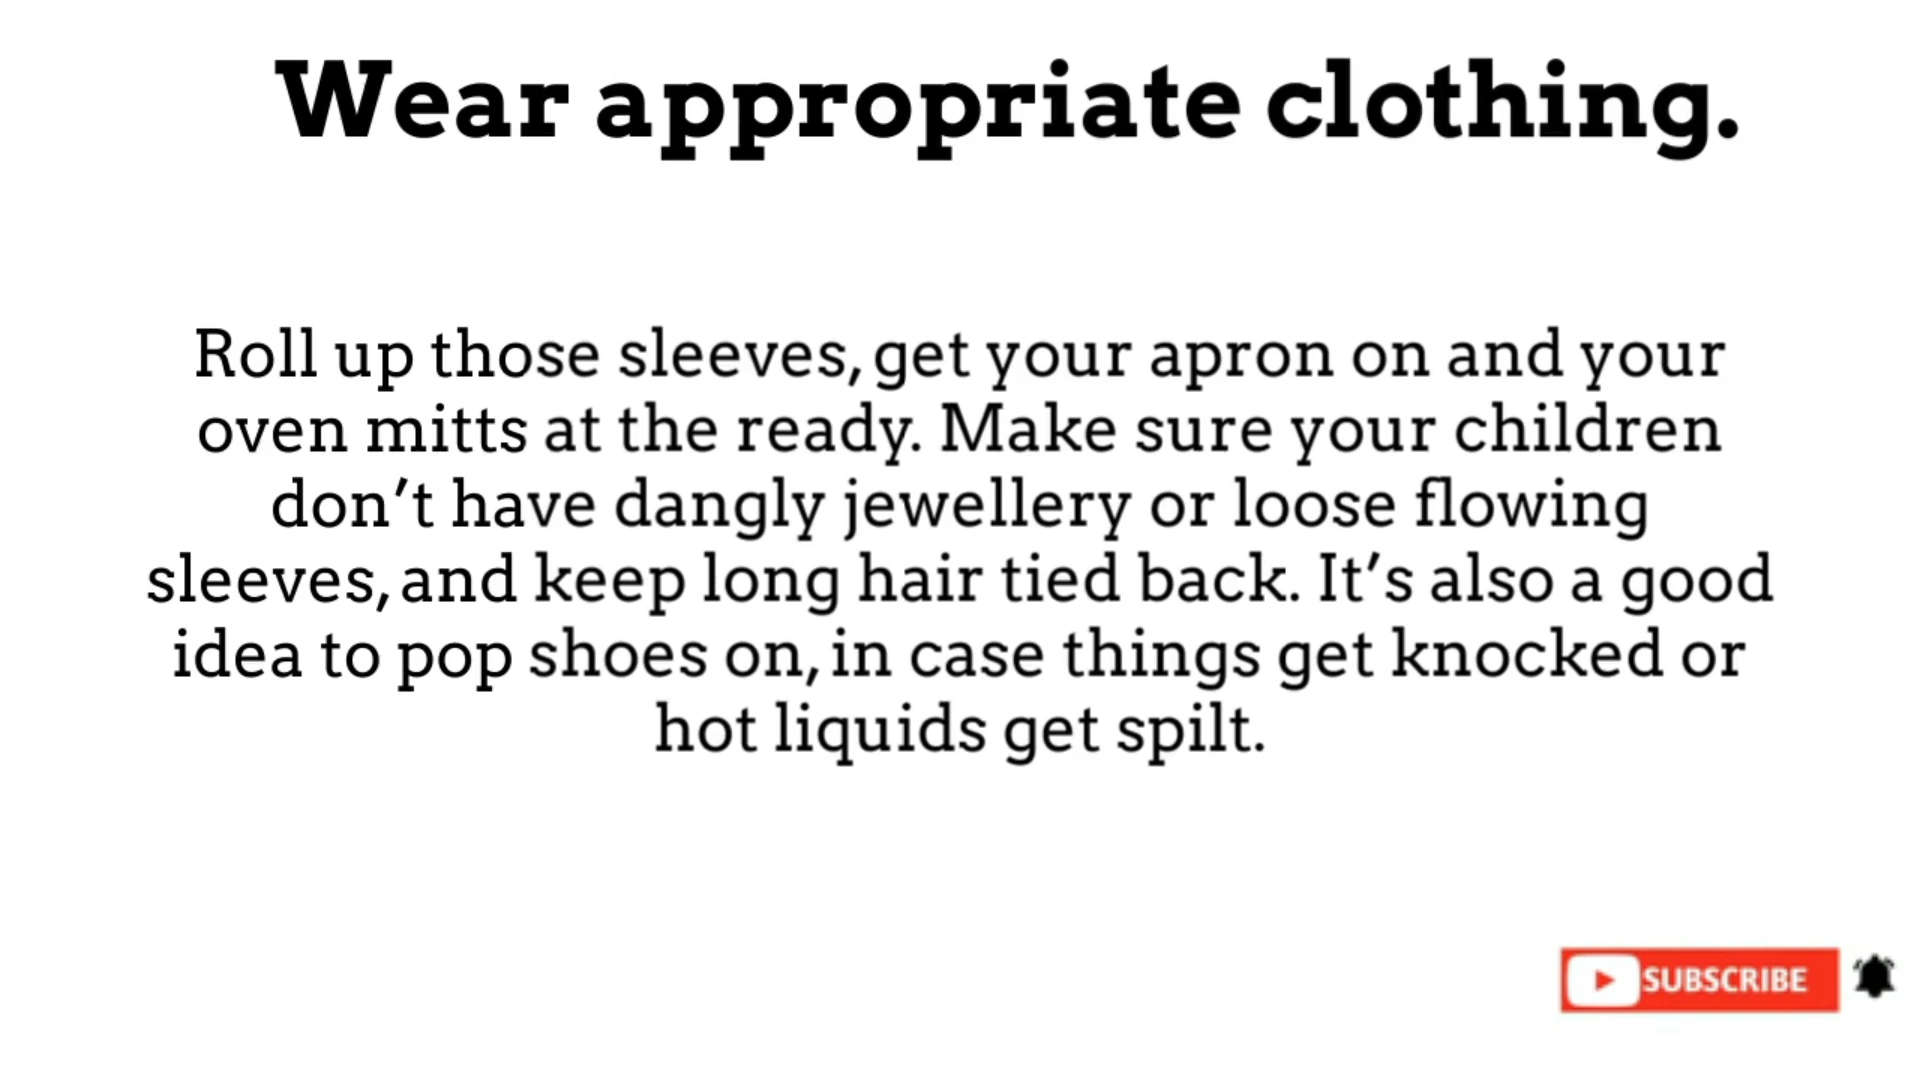 Wear appropriate clothing.
Roll up those sleeves, get your apron on and your
oven mitts at the ready. Make sure your children
don’t have dangly jewellery or loose flowing
sleeves, and keep long hair tied back. It’s also a good
idea to pop shoes on, in case things get knocked or
hot liquids get spilt.
SUBSCRIBE